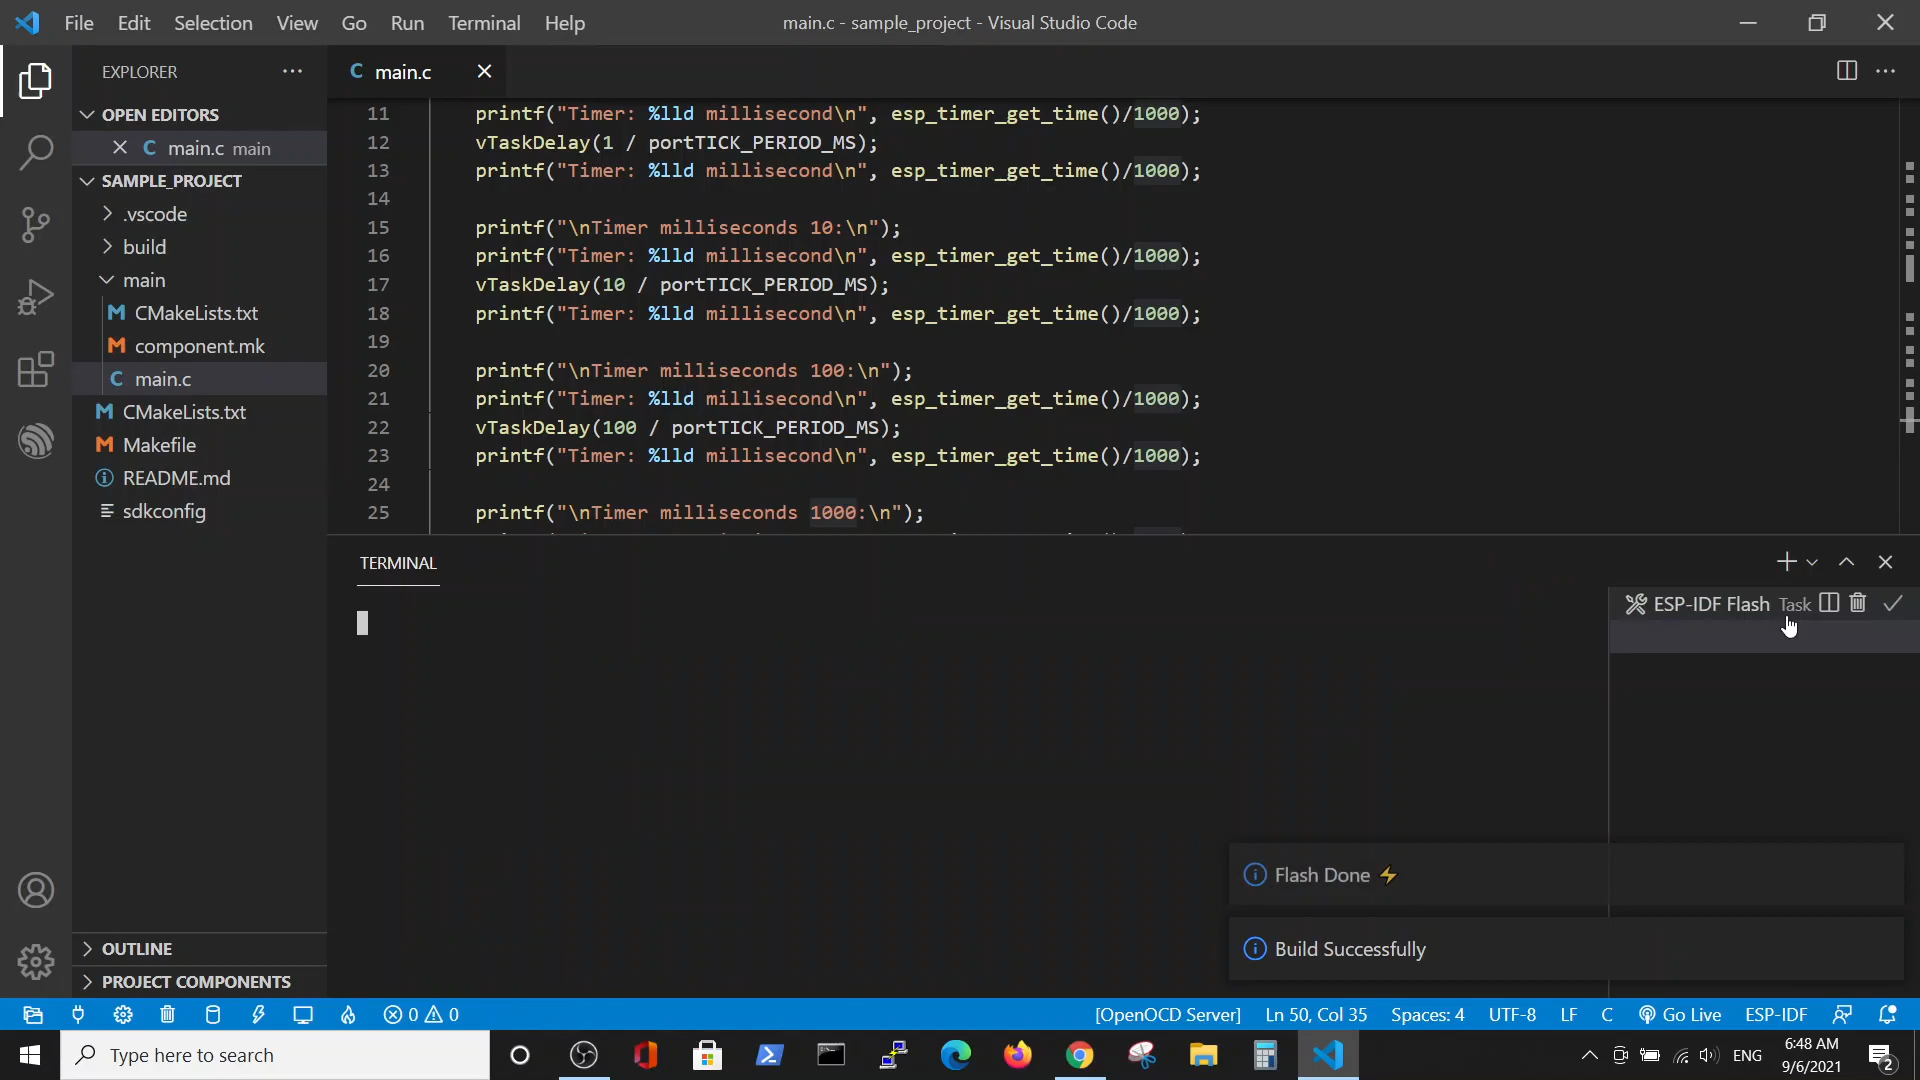 File Edit Selection View Go Run Terminal Help
main.c - sample_project - Visual Studio Code
EXPLORER
OPEN EDITORS
main.c main
SAMPLE_PROJECT
.vscode
build
main
CMakeLists.txt
component.mk
main.c
CMakeLists.txt
Makefile
README.md
sdkconfig
OUTLINE
PROJECT COMPONENTS
main.c
11 printf("Timer: %lld millisecond\n", esp_timer_get_time()/1000);
12 vTaskDelay(1 / portTICK_PERIOD_MS);
13 printf("Timer: %lld millisecond\n", esp_timer_get_time()/1000);
14
15 printf("\nTimer milliseconds 10:\n");
16 printf("Timer: %lld millisecond\n", esp_timer_get_time()/1000);
17 vTaskDelay(10 / portTICK_PERIOD_MS);
18 printf("Timer: %lld millisecond\n", esp_timer_get_time()/1000);
19
20 printf("\nTimer milliseconds 100:\n");
21 printf("Timer: %lld millisecond\n", esp_timer_get_time()/1000);
22 vTaskDelay(100 / portTICK_PERIOD_MS);
23 printf("Timer: %lld millisecond\n", esp_timer_get_time()/1000);
24
25 printf("\nTimer milliseconds 1000:\n");
TERMINAL
ESP-IDF Flash Task
Flash Done
Build Successfully
0 0
[OpenOCD Server] Ln 50, Col 35 Spaces: 4 UTF-8 LF C Go Live ESP-IDF
Type here to search
ENG
6:48 AM
9/6/2021
2